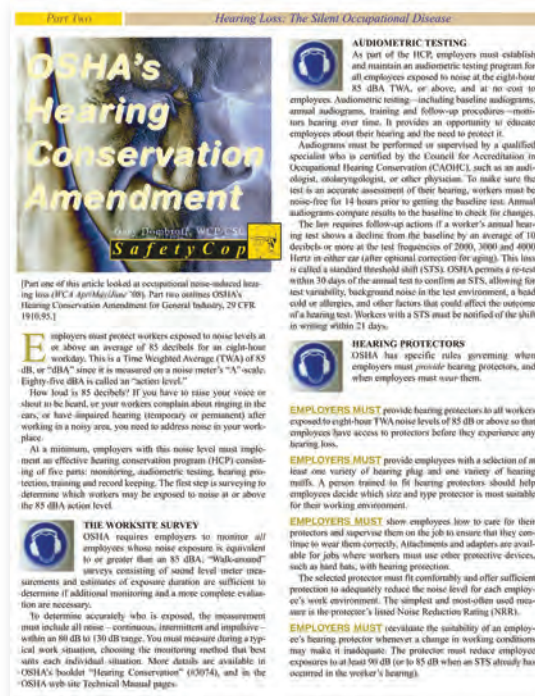 Part Two
Hearing Loss: The Silent Occupational Disease
OSHA's
Hearing
Conservation
Amendment
Gary Dombroff, WCP, CSC
SafetyCop
[Part one of this article looked at occupational noise-induced hear-
ing loss (WCA Apr/May/June '00). Part two outlines OSHA's
Hearing Conservation Amendment for General Industry, 29 CFR
1910.95.]
Employers must protect workers exposed to noise levels at
or above an average of 85 decibels for an eight-hour
workday. This is a Time Weighted Average (TWA) of 85
dB, or "dBA" since it is measured on a noise meter's "A"-scale.
Eighty-five dBA is called an "action level."
How loud is 85 decibels? If you have to raise your voice or
shout to be heard, or your workers complain about ringing in the
ears, or have impaired hearing (temporary or permanent) after
working in a noisy area, you need to address noise in your work-
place.
At a minimum, employers with this noise level must imple-
ment an effective hearing conservation program (HCP) consist-
ing of five parts: monitoring, audiometric testing, hearing pro-
tection, training and record keeping. The first step is surveying to
determine which workers may be exposed to noise at or above
the 85 dBA action level.
THE WORKSITE SURVEY
OSHA requires employers to monitor all
employees whose noise exposure is equivalent
to or greater than an 85 dBA. "Walk-around"
surveys consisting of sound level meter mea-
surements and estimates of exposure duration are sufficient to
determine if additional monitoring and a more complete evalua-
tion are necessary.
To determine accurately who is exposed, the measurement
must include all noise – continuous, intermittent and impulsive –
within an 80 dB to 130 dB range. You must measure during a typ-
ical work situation, choosing the monitoring method that best
suits each individual situation. More details are available in
OSHA's booklet "Hearing Conservation" (#3074), and in the
OSHA web-site Technical Manual pages.
AUDIOMETRIC TESTING
As part of the HCP, employers must establish
and maintain an audiometric testing program for
all employees exposed to noise at the eight-hour
85 dBA TWA, or above, and at no cost to
employees. Audiometric testing—including baseline audiograms,
annual audiograms, training and follow-up procedures—moni-
tors hearing over time. It provides an opportunity to educate
employees about their hearing and the need to protect it.
Audiograms must be performed or supervised by a qualified
specialist who is certified by the Council for Accreditation in
Occupational Hearing Conservation (CAOHC), such as an audi-
ologist, otolaryngologist, or other physician. To make sure the
test is an accurate assessment of their hearing, workers must be
noise-free for 14 hours prior to getting the baseline test. Annual
audiograms compare results to the baseline to check for changes.
The law requires follow-up actions if a worker's annual hear-
ing test shows a decline from the baseline by an average of 10
decibels or more at the test frequencies of 2000, 3000 and 4000
Hertz in either ear (after optional correction for aging). This loss
is called a standard threshold shift (STS). OSHA permits a re-test
within 30 days of the annual test to confirm an STS, allowing for
test variability, background noise in the test environment, a head
cold or allergies, and other factors that could affect the outcome
of a hearing test. Workers with a STS must be notified of the shift
in writing within 21 days.
HEARING PROTECTORS
OSHA has specific rules governing when
employers must provide hearing protectors, and
when employees must wear them.
EMPLOYERS MUST provide hearing protectors to all workers
exposed to eight-hour TWA noise levels of 85 dB or above so that
employees have access to protectors before they experience any
hearing loss.
EMPLOYERS MUST provide employees with a selection of at
least one variety of hearing plug and one variety of hearing
muffs. A person trained to fit hearing protectors should help
employees decide which size and type protector is most suitable
for their working environment.
EMPLOYERS MUST show employees how to care for their
protectors and supervise them on the job to ensure that they con-
tinue to wear them correctly. Attachments and adapters are avail-
able for jobs where workers must use other protective devices,
such as hard hats, with hearing protection.
The selected protector must fit comfortably and offer sufficient
protection to adequately reduce the noise level for each employ-
ee's work environment. The simplest and most-often used mea-
sure is the protector's listed Noise Reduction Rating (NRR).
EMPLOYERS MUST reevaluate the suitability of an employ-
ee's hearing protector whenever a change in working conditions
may make it inadequate. The protector must reduce employee
exposures to at least 90 dB (or to 85 dB when an STS already has
occurred in the worker's hearing).